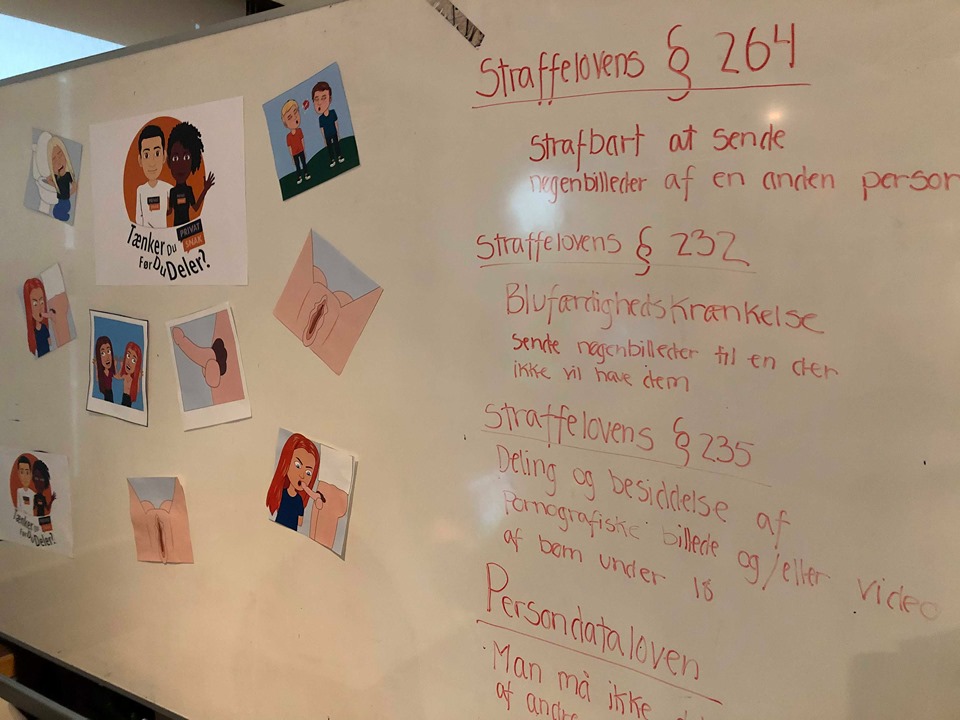 Tænker Du
Før Du Deler?
PRIVAT
SNAK
Tænker Du
Før Du Deler?
Straffelovens § 264
Strafbart at sende
nøgenbilleder af en anden person
Straffelovens § 232
Blufærdighedskrænkelse
sende nøgenbilleder til en der
ikke vil have dem
Straffelovens § 235
Deling og besiddelse af
Pornografiske billede og/eller video
af børn under 18
Persondataloven
Man må ikke
af andre